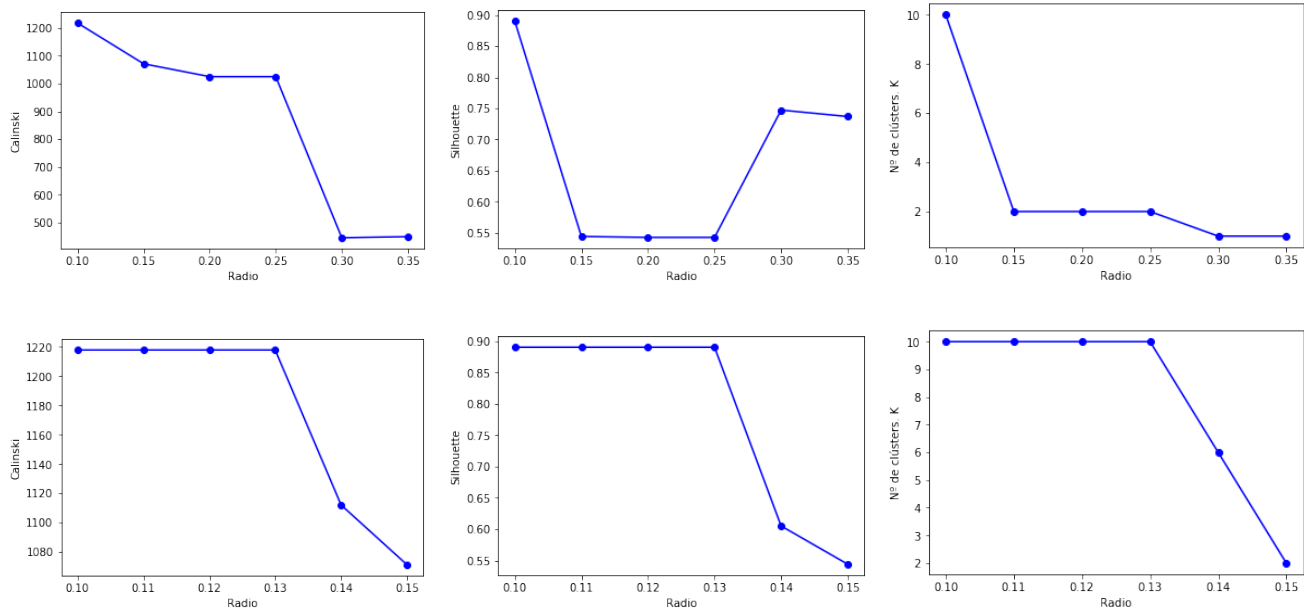 1200
1100
1000
900
800
700
600
500
Calinski
0.10 0.15 0.20 0.25 0.30 0.35
Radio
0.90
0.85
0.80
0.75
0.70
0.65
0.60
0.55
Silhouette
0.10 0.15 0.20 0.25 0.30 0.35
Radio
10
8
6
4
2
Nº de clústers. K
0.10 0.15 0.20 0.25 0.30 0.35
Radio
1220
1200
1180
1160
1140
1120
1100
1080
Calinski
0.10 0.11 0.12 0.13 0.14 0.15
Radio
0.90
0.85
0.80
0.75
0.70
0.65
0.60
0.55
Silhouette
0.10 0.11 0.12 0.13 0.14 0.15
Radio
10
9
8
7
6
5
4
3
2
Nº de clústers. K
0.10 0.11 0.12 0.13 0.14 0.15
Radio